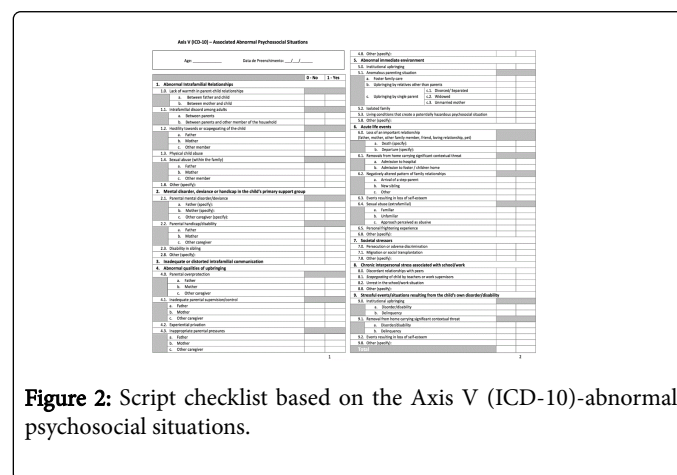 Axis V (ICD-10) – Associated Abnormal Psychosocial Situations
Age: ____________ Data de Preenchimento: ___/___/______
0 - No 1 - Yes
1. Abnormal Intrafamilial Relationships
1.0. Lack of warmth in parent child relationships
a. Between father and child
b. Between mother and child
1.1. Intrafamilial discord among adults
a. Between parents
b. Between parents and other member of the household
1.2. Hostility towards or scapegoating of the child
a. Father
b. Mother
c. Other member
1.3. Physical child abuse
1.4. Sexual abuse (within the family)
a. Father
b. Mother
c. Other member
1.8. Other (specify):
2. Mental disorder, deviance or handicap in the child's primary support group
2.1. Parental mental disorder/deviance
a. Father (specify):
b. Mother (specify):
c. Other caregiver (specify):
2.2. Parental handicap/disability
a. Father
b. Mother
c. Other caregiver
2.3. Disability in sibling
2.8. Other (specify):
3. Inadequate or distorted intrafamilial communication
4. Abnormal qualities of upbringing
4.0. Parental overprotection
a. Father
b. Mother
c. Other caregiver
4.1. Inadequate parental supervision/control
a. Father
b. Mother
c. Other caregiver
4.2. Experiential privation
4.3. Inappropriate parental pressures
a. Father
b. Mother
c. Other caregiver
1
4.8. Other (specify):
5. Abnormal immediate environment
5.0. Institutional upbringing
5.1. Anomalous parenting situation
a. Foster family care
b. Upbringing by relatives other than parents
c. Upbringing by single parent
c.1. Divorced/ Separated
c.2. Widowed
c.3. Unmarried mother
5.2. Isolated family
5.3. Living conditions that create a potentially hazardous psychosocial situation
5.8. Other (specify):
6. Acute life events
6.0. Loss of an important relationship
(father, mother, other family member, friend, loving relationship, pet)
a. Death (specify):
b. Departure (specify):
6.1. Removal from home carrying significant contextual threat
a. Admission to hospital
b. Admission to foster / children home
6.2. Negatively altered pattern of family relationships
a. Arrival of a step-parent
b. New sibling
c. Other
6.3. Events resulting in loss of self-esteem
6.4. Sexual abuse (extrafamilial)
a. Familiar
b. Unfamiliar
c. Approach perceived as abusive
6.5. Personal frightening experience
6.8. Other (specify):
7. Societal stressors
7.0. Persecution or adverse discrimination
7.1. Migration or social transplantation
7.8. Other (specify):
8. Chronic interpersonal stress associated with school/work
8.0. Discordant relationships with peers
8.1. Scapegoating of child by teachers or work supervisors
8.2. Unrest in the school/work situation
8.8. Other (specify):
9. Stressful events/situations resulting from the child's own disorder/disability
9.0. Institutional upbringing
a. Disorder/disability
b. Delinquency
9.1. Removal from home carrying significant contextual threat
a. Disorder/disability
b. Delinquency
9.2. Events resulting in loss of self-esteem
9.8. Other (specify):
Total
2
Figure 2: Script checklist based on the Axis V (ICD-10)-abnormal
psychosocial situations.